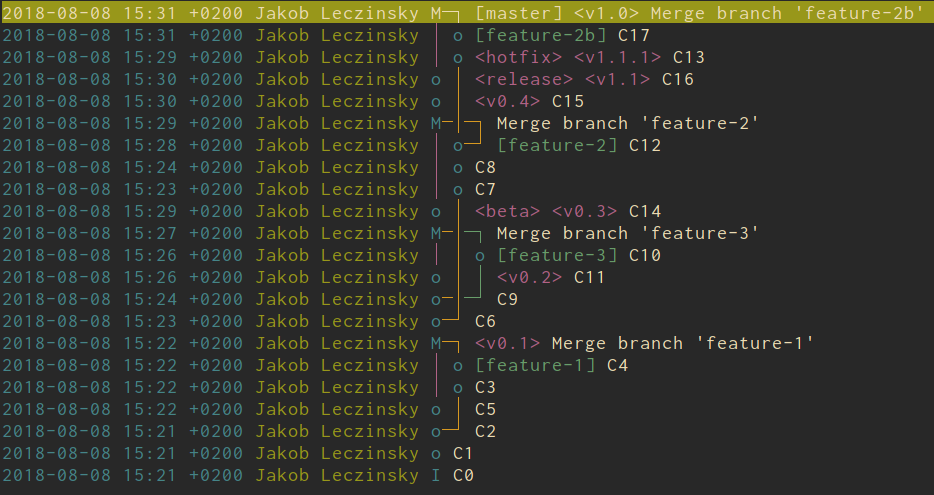 2018-08-08 15:31 +0200 Jakob Leczinsky M─┐ [master] <v1.0> Merge branch 'feature-2b'
2018-08-08 15:31 +0200 Jakob Leczinsky │ o [feature-2b] C17
2018-08-08 15:29 +0200 Jakob Leczinsky │ o <hotfix> <v1.1.1> C13
2018-08-08 15:30 +0200 Jakob Leczinsky o │ <release> <v1.1> C16
2018-08-08 15:30 +0200 Jakob Leczinsky o │ <v0.4> C15
2018-08-08 15:29 +0200 Jakob Leczinsky M─│─┐ Merge branch 'feature-2'
2018-08-08 15:28 +0200 Jakob Leczinsky │ o─┘ [feature-2] C12
2018-08-08 15:24 +0200 Jakob Leczinsky │ o C8
2018-08-08 15:23 +0200 Jakob Leczinsky │ o C7
2018-08-08 15:29 +0200 Jakob Leczinsky o │ <beta> <v0.3> C14
2018-08-08 15:27 +0200 Jakob Leczinsky M─│─┐ Merge branch 'feature-3'
2018-08-08 15:26 +0200 Jakob Leczinsky │ │ o [feature-3] C10
2018-08-08 15:26 +0200 Jakob Leczinsky o │ │ <v0.2> C11
2018-08-08 15:24 +0200 Jakob Leczinsky o─│─┘ C9
2018-08-08 15:23 +0200 Jakob Leczinsky o─┘ C6
2018-08-08 15:22 +0200 Jakob Leczinsky M─┐ <v0.1> Merge branch 'feature-1'
2018-08-08 15:22 +0200 Jakob Leczinsky │ o [feature-1] C4
2018-08-08 15:22 +0200 Jakob Leczinsky │ o C3
2018-08-08 15:22 +0200 Jakob Leczinsky o │ C5
2018-08-08 15:21 +0200 Jakob Leczinsky o─┘ C2
2018-08-08 15:21 +0200 Jakob Leczinsky o C1
2018-08-08 15:21 +0200 Jakob Leczinsky I C0